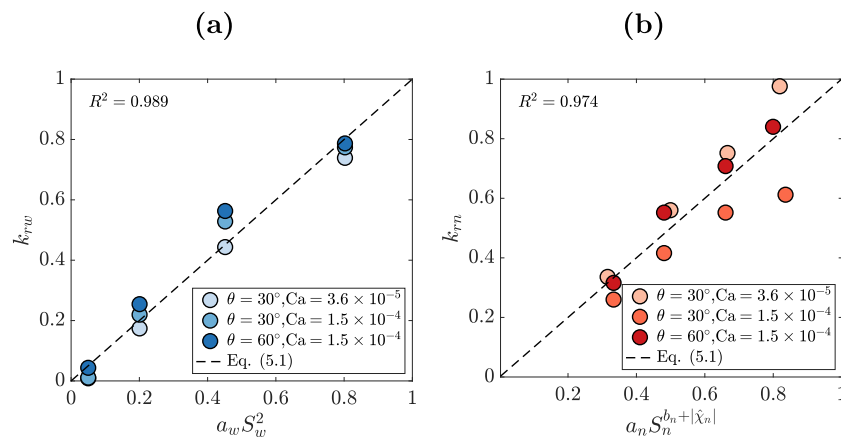 (a)
(b)
R² = 0.989
R² = 0.974
k_{rw}
1
0.8
0.6
0.4
0.2
0
0
0.2
0.4
0.6
0.8
1
a_w S_w^2
θ = 30°,Ca = 3.6 × 10⁻⁵
θ = 30°,Ca = 1.5 × 10⁻⁴
θ = 60°,Ca = 1.5 × 10⁻⁴
Eq. (5.1)
k_{rn}
1
0.8
0.6
0.4
0.2
0
0.2
0.4
0.6
0.8
1
a_n S_n^{b_n+|χ̂_n|}
θ = 30°,Ca = 3.6 × 10⁻⁵
θ = 30°,Ca = 1.5 × 10⁻⁴
θ = 60°,Ca = 1.5 × 10⁻⁴
Eq. (5.1)